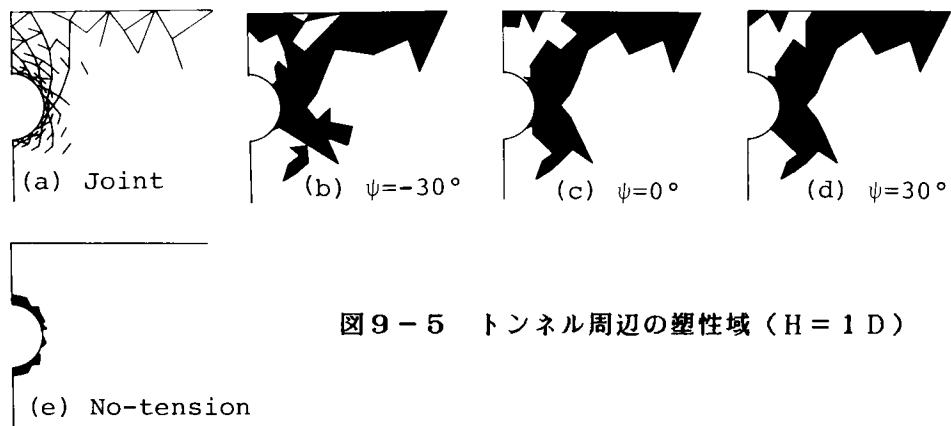 (a) Joint
(b) ψ=-30°
(c) ψ=0°
(d) ψ=30°
図9-5 トンネル周辺の塑性域(H=1D)
(e) No-tension